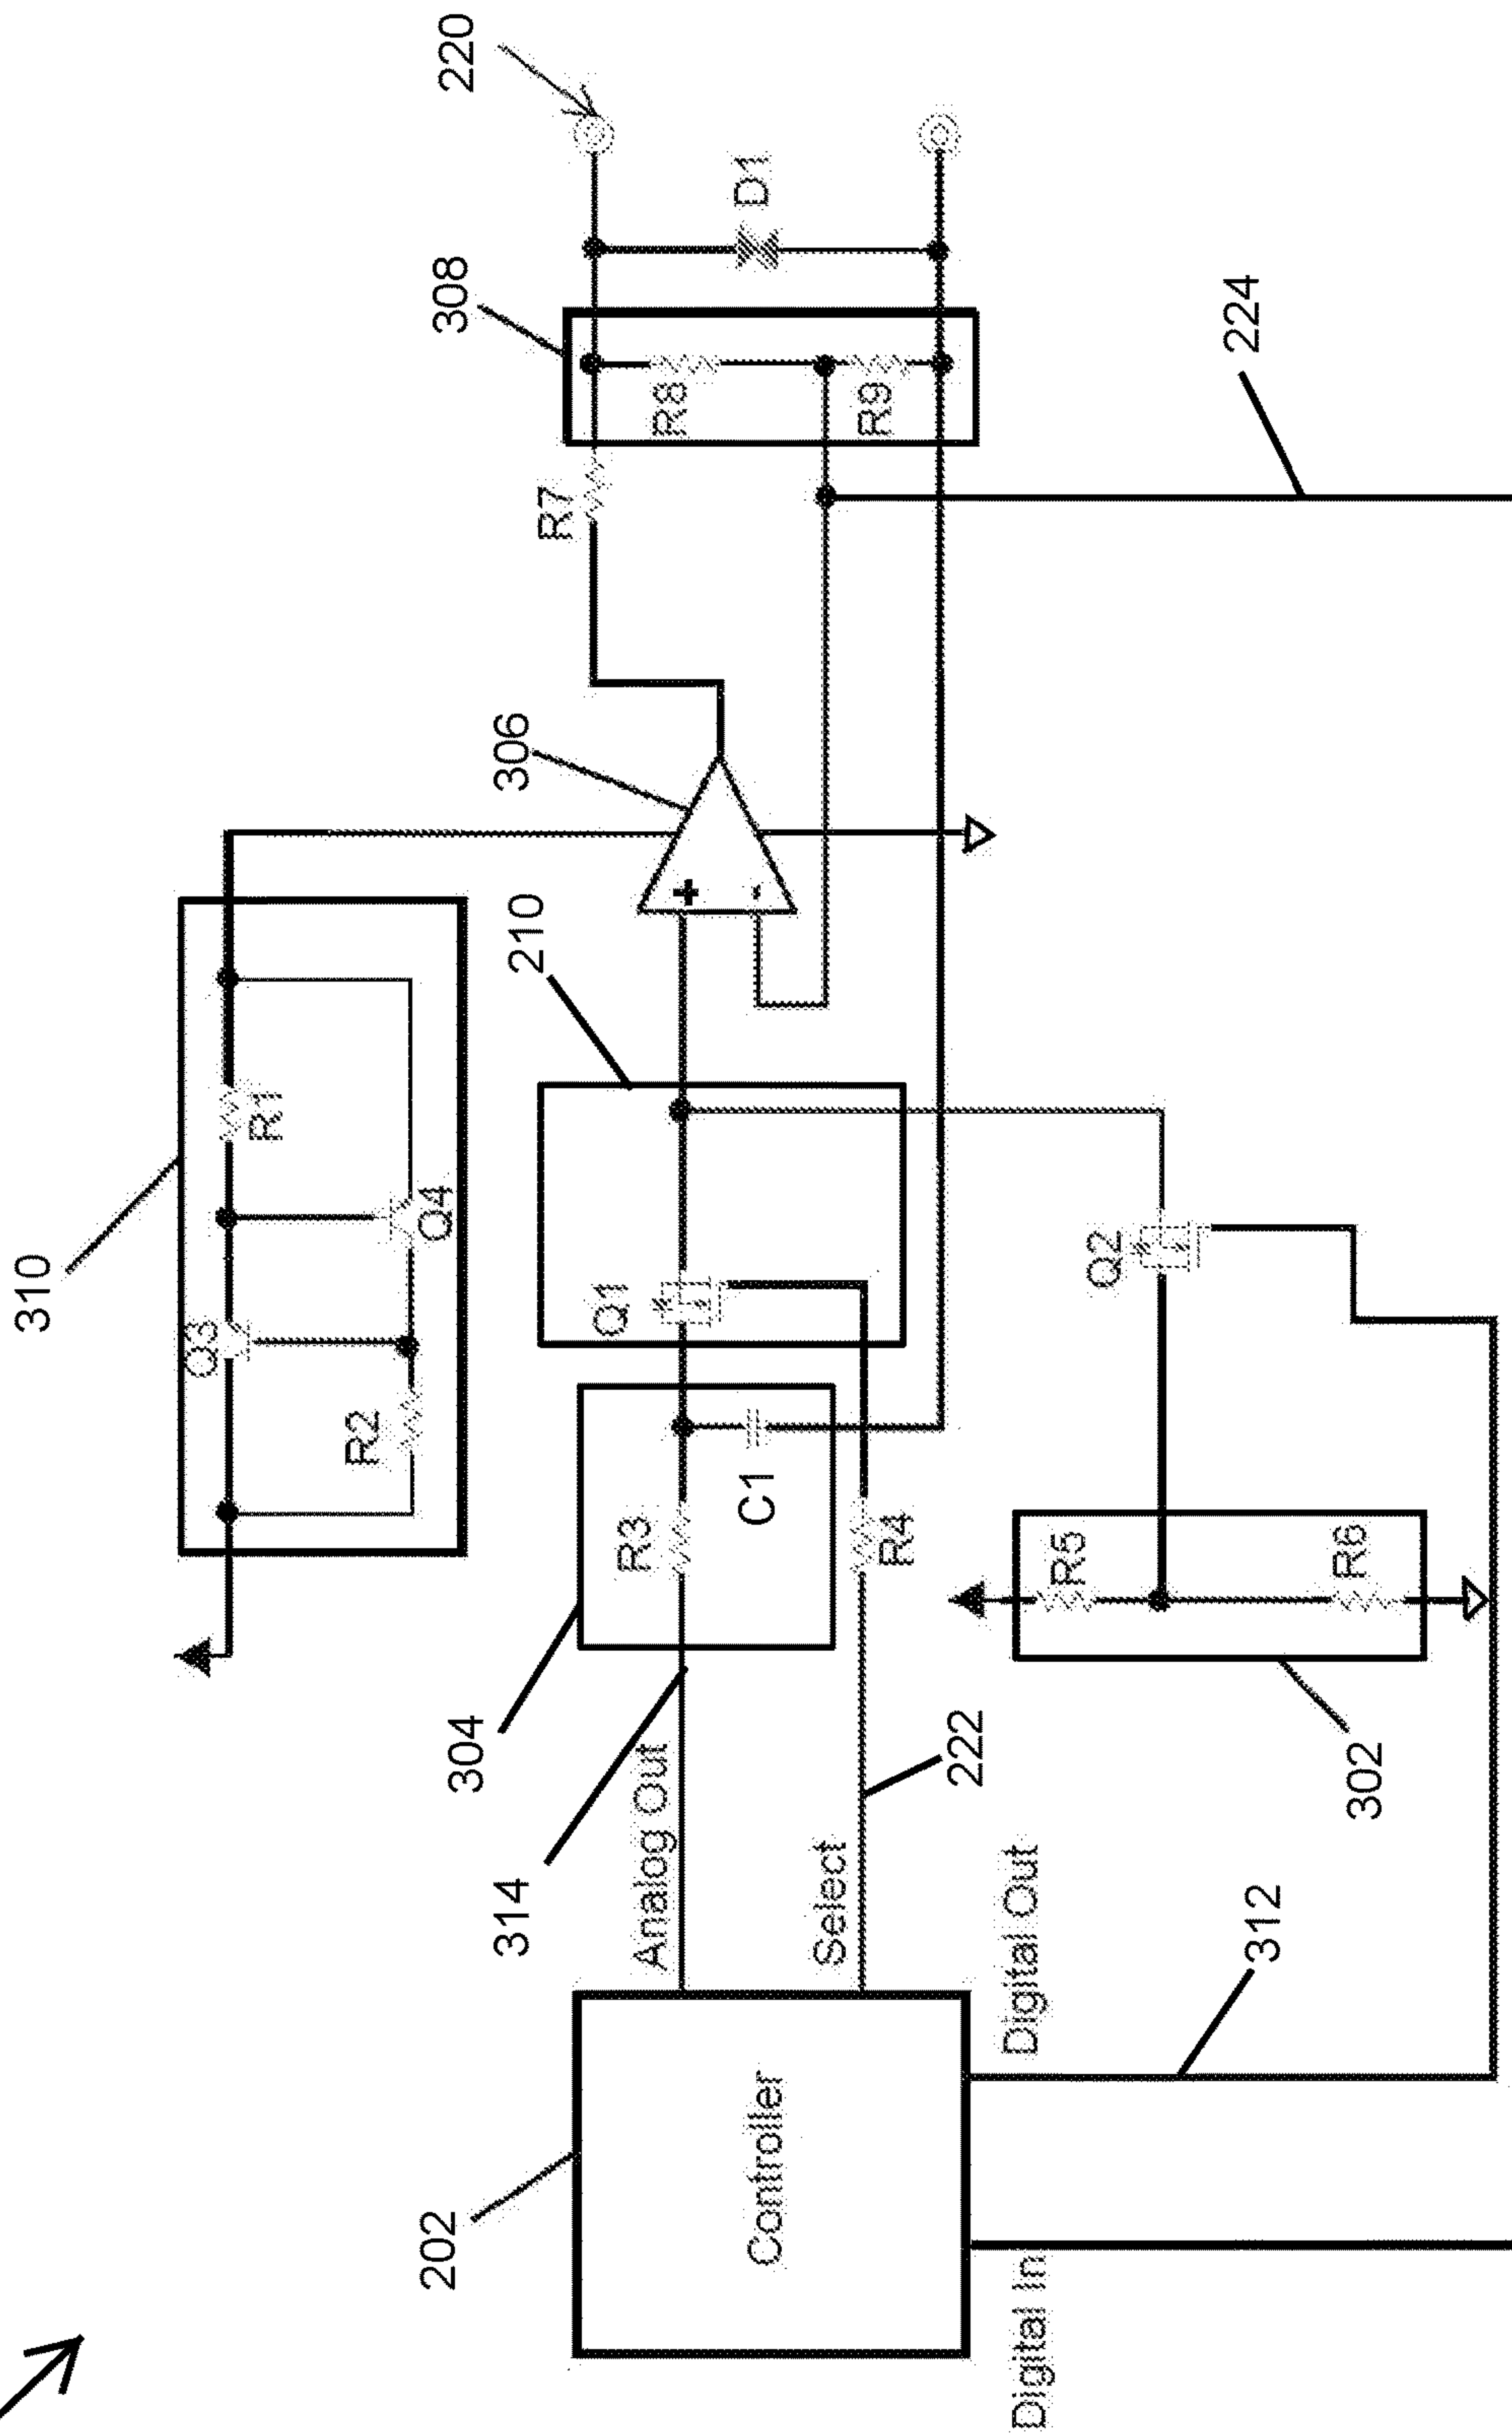 310
Q3
R1
R2
Q4
220
308
306
R7
D1
R8
R9
210
+
-
Q1
304
R3
C1
R4
314
Analog Out
Select
222
202
Controller
Digital In
Digital Out
312
302
R5
R6
Q2
224